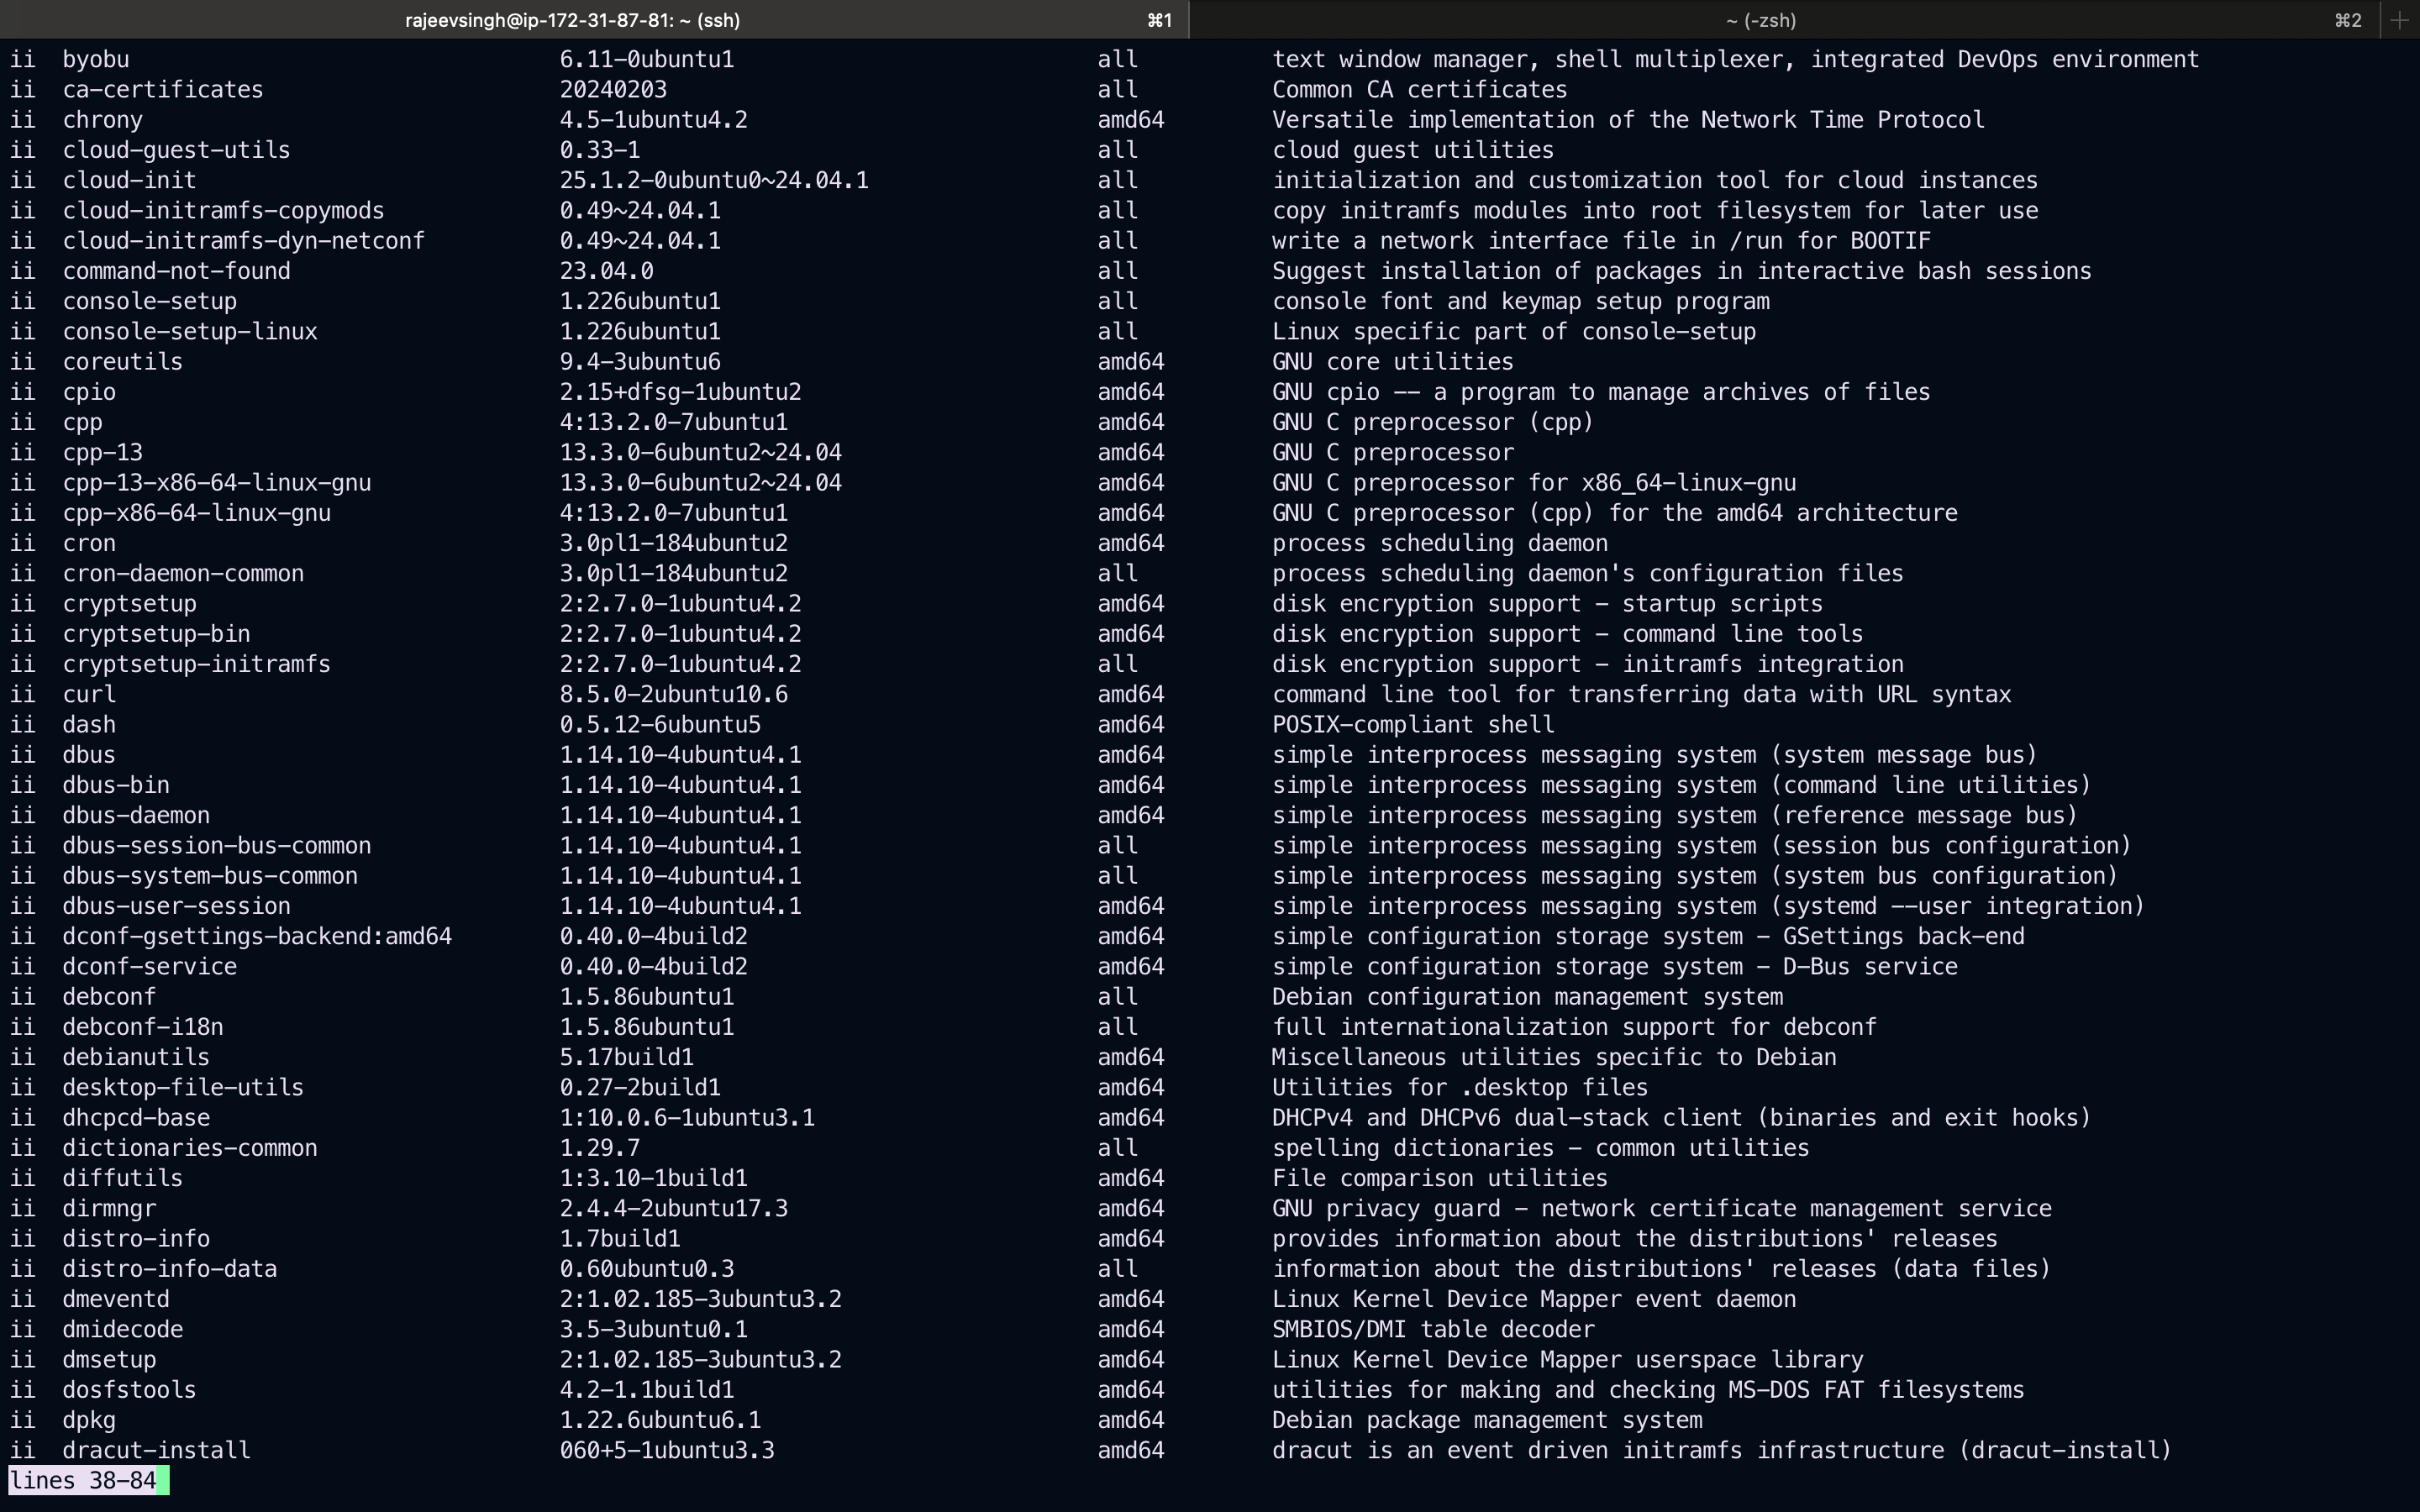 rajeevsingh@ip-172-31-87-81: ~ (ssh) ⌘1 ~ (-zsh) ⌘2 +
ii byobu 6.11-0ubuntu1 all text window manager, shell multiplexer, integrated DevOps environment
ii ca-certificates 20240203 all Common CA certificates
ii chrony 4.5-1ubuntu4.2 amd64 Versatile implementation of the Network Time Protocol
ii cloud-guest-utils 0.33-1 all cloud guest utilities
ii cloud-init 25.1.2-0ubuntu0~24.04.1 all initialization and customization tool for cloud instances
ii cloud-initramfs-copymods 0.49~24.04.1 all copy initramfs modules into root filesystem for later use
ii cloud-initramfs-dyn-netconf 0.49~24.04.1 all write a network interface file in /run for BOOTIF
ii command-not-found 23.04.0 all Suggest installation of packages in interactive bash sessions
ii console-setup 1.226ubuntu1 all console font and keymap setup program
ii console-setup-linux 1.226ubuntu1 all Linux specific part of console-setup
ii coreutils 9.4-3ubuntu6 amd64 GNU core utilities
ii cpio 2.15+dfsg-1ubuntu2 amd64 GNU cpio -- a program to manage archives of files
ii cpp 4:13.2.0-7ubuntu1 amd64 GNU C preprocessor (cpp)
ii cpp-13 13.3.0-6ubuntu2~24.04 amd64 GNU C preprocessor
ii cpp-13-x86-64-linux-gnu 13.3.0-6ubuntu2~24.04 amd64 GNU C preprocessor for x86_64-linux-gnu
ii cpp-x86-64-linux-gnu 4:13.2.0-7ubuntu1 amd64 GNU C preprocessor (cpp) for the amd64 architecture
ii cron 3.0pl1-184ubuntu2 amd64 process scheduling daemon
ii cron-daemon-common 3.0pl1-184ubuntu2 all process scheduling daemon's configuration files
ii cryptsetup 2:2.7.0-1ubuntu4.2 amd64 disk encryption support - startup scripts
ii cryptsetup-bin 2:2.7.0-1ubuntu4.2 amd64 disk encryption support - command line tools
ii cryptsetup-initramfs 2:2.7.0-1ubuntu4.2 all disk encryption support - initramfs integration
ii curl 8.5.0-2ubuntu10.6 amd64 command line tool for transferring data with URL syntax
ii dash 0.5.12-6ubuntu5 amd64 POSIX-compliant shell
ii dbus 1.14.10-4ubuntu4.1 amd64 simple interprocess messaging system (system message bus)
ii dbus-bin 1.14.10-4ubuntu4.1 amd64 simple interprocess messaging system (command line utilities)
ii dbus-daemon 1.14.10-4ubuntu4.1 amd64 simple interprocess messaging system (reference message bus)
ii dbus-session-bus-common 1.14.10-4ubuntu4.1 all simple interprocess messaging system (session bus configuration)
ii dbus-system-bus-common 1.14.10-4ubuntu4.1 all simple interprocess messaging system (system bus configuration)
ii dbus-user-session 1.14.10-4ubuntu4.1 amd64 simple interprocess messaging system (systemd --user integration)
ii dconf-gsettings-backend:amd64 0.40.0-4build2 amd64 simple configuration storage system - GSettings back-end
ii dconf-service 0.40.0-4build2 amd64 simple configuration storage system - D-Bus service
ii debconf 1.5.86ubuntu1 all Debian configuration management system
ii debconf-i18n 1.5.86ubuntu1 all full internationalization support for debconf
ii debianutils 5.17build1 amd64 Miscellaneous utilities specific to Debian
ii desktop-file-utils 0.27-2build1 amd64 Utilities for .desktop files
ii dhcpcd-base 1:10.0.6-1ubuntu3.1 amd64 DHCPv4 and DHCPv6 dual-stack client (binaries and exit hooks)
ii dictionaries-common 1.29.7 all spelling dictionaries - common utilities
ii diffutils 1:3.10-1build1 amd64 File comparison utilities
ii dirmngr 2.4.4-2ubuntu17.3 amd64 GNU privacy guard - network certificate management service
ii distro-info 1.7build1 amd64 provides information about the distributions' releases
ii distro-info-data 0.60ubuntu0.3 all information about the distributions' releases (data files)
ii dmeventd 2:1.02.185-3ubuntu3.2 amd64 Linux Kernel Device Mapper event daemon
ii dmidecode 3.5-3ubuntu0.1 amd64 SMBIOS/DMI table decoder
ii dmsetup 2:1.02.185-3ubuntu3.2 amd64 Linux Kernel Device Mapper userspace library
ii dosfstools 4.2-1.1build1 amd64 utilities for making and checking MS-DOS FAT filesystems
ii dpkg 1.22.6ubuntu6.1 amd64 Debian package management system
ii dracut-install 060+5-1ubuntu3.3 amd64 dracut is an event driven initramfs infrastructure (dracut-install)
lines 38-84